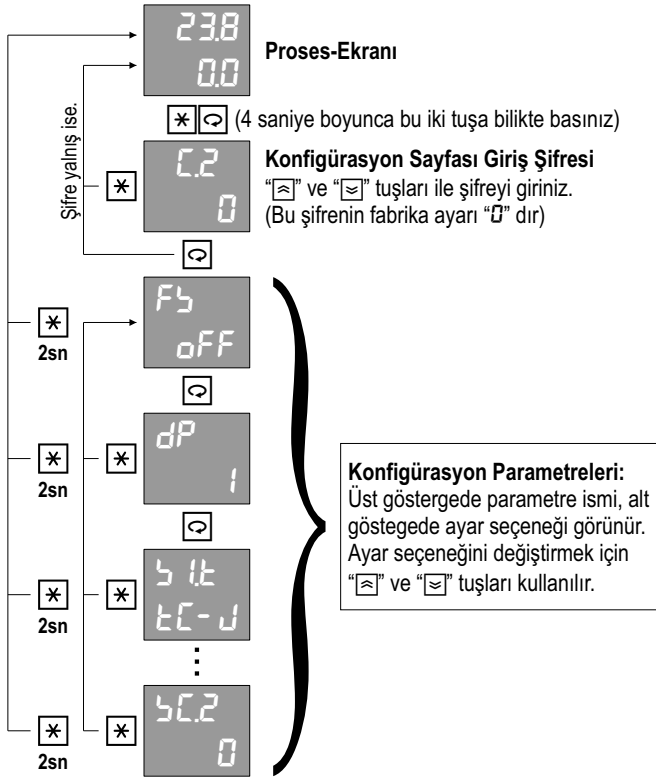 23.8
0.0
Proses-Ekranı
(4 saniye boyunca bu iki tuşa bilikte basınız)
Şifre yalnış ise.
C.2
0
Konfigürasyon Sayfası Giriş Şifresi
“ ” ve “ ” tuşları ile şifreyi giriniz.
(Bu şifrenin fabrika ayarı “0” dır)
FS
oFF
2sn
dP
1
2sn
S1.t
tC-J
2sn
SC.2
0
2sn
Konfigürasyon Parametreleri:
Üst göstergede parametre ismi, alt
göstegede ayar seçeneği görünür.
Ayar seçeneğini değiştirmek için
“ ” ve “ ” tuşları kullanılır.